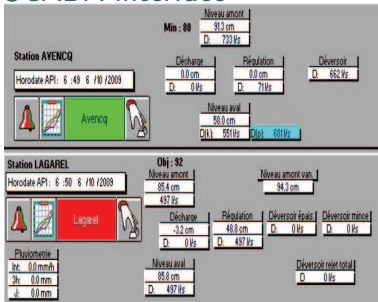 Min : 80
Niveau amont
91.3 cm
D: 733 l/s
Station AVENCQ
Horodate API : 6 :49 6 /10 /2009
Décharge
0.0 cm
D: 0 l/s
Régulation
0.0 cm
D: 71 l/s
Déversoir
D: 662 l/s
Avencq
Niveau aval
58.0 cm
D(k): 551 l/s D(p): 681 l/s
Station LAGAREL
Obj : 92
Horodate API : 6 :50 6 /10 /2009
Niveau amont
85.4 cm
497 l/s
Niveau amont van.
94.3 cm
Lagarel
Décharge
-3.2 cm
D: 0 l/s
Régulation
48.8 cm
D: 497 l/s
Déversoir épais
D: 0 l/s
Déversoir mince
D: 0 l/s
Pluviometrie
Int: 0.0 mm/h
3h: 0.0 mm
J: 0.0 mm
Niveau aval
85.8 cm
D: 0 l/s
Déversoir rejet total
D: 0 l/s